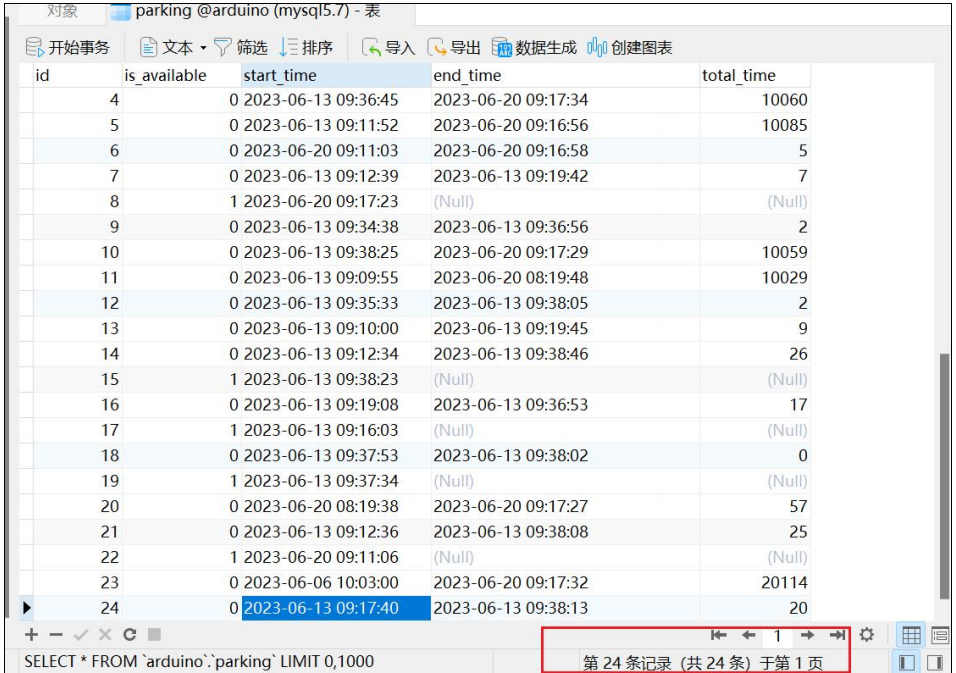 对象 parking @arduino (mysql5.7) - 表
开始事务 文本 筛选 排序 导入 导出 数据生成 创建图表
id is_available start_time end_time total_time
4 0 2023-06-13 09:36:45 2023-06-20 09:17:34 10060
5 0 2023-06-13 09:11:52 2023-06-20 09:16:56 10085
6 0 2023-06-20 09:11:03 2023-06-20 09:16:58 5
7 0 2023-06-13 09:12:39 2023-06-13 09:19:42 7
8 1 2023-06-20 09:17:23 (Null) (Null)
9 0 2023-06-13 09:34:38 2023-06-13 09:36:56 2
10 0 2023-06-13 09:38:25 2023-06-20 09:17:29 10059
11 0 2023-06-13 09:09:55 2023-06-20 08:19:48 10029
12 0 2023-06-13 09:35:33 2023-06-13 09:38:05 2
13 0 2023-06-13 09:10:00 2023-06-13 09:19:45 9
14 0 2023-06-13 09:12:34 2023-06-13 09:38:46 26
15 1 2023-06-13 09:38:23 (Null) (Null)
16 0 2023-06-13 09:19:08 2023-06-13 09:36:53 17
17 1 2023-06-13 09:16:03 (Null) (Null)
18 0 2023-06-13 09:37:53 2023-06-13 09:38:02 0
19 1 2023-06-13 09:37:34 (Null) (Null)
20 0 2023-06-20 08:19:38 2023-06-20 09:17:27 57
21 0 2023-06-13 09:12:36 2023-06-13 09:38:08 25
22 1 2023-06-20 09:11:06 (Null) (Null)
23 0 2023-06-06 10:03:00 2023-06-20 09:17:32 20114
24 0 2023-06-13 09:17:40 2023-06-13 09:38:13 20
1
SELECT * FROM `arduino`.`parking` LIMIT 0,1000 第 24 条记录 (共 24 条) 于第 1 页